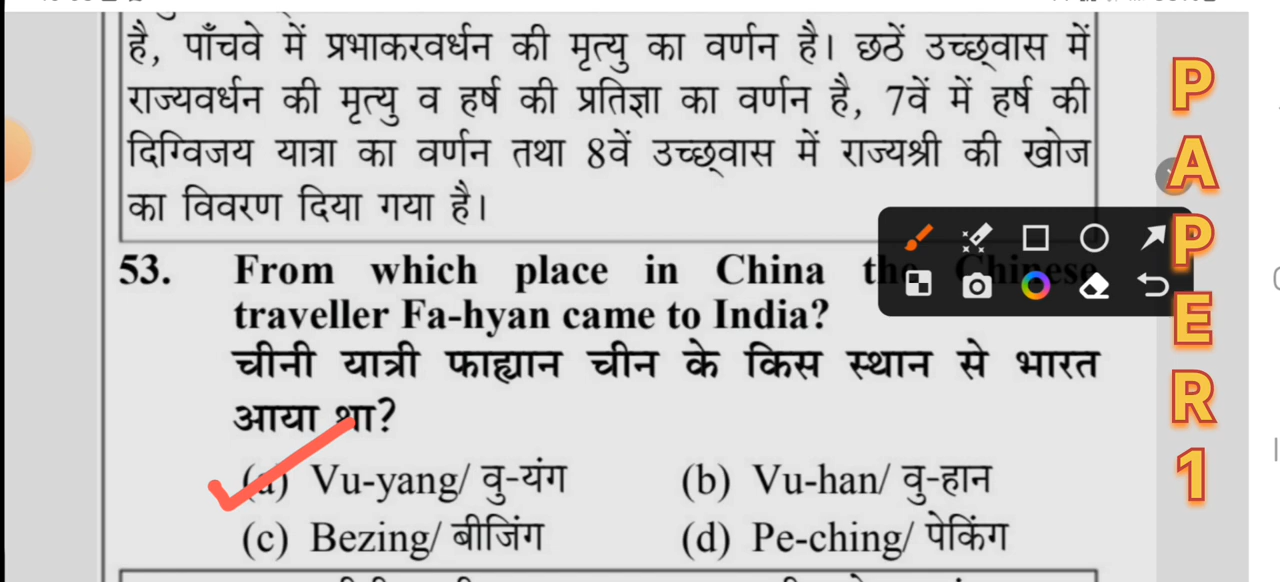 है, पाँचवे में प्रभाकरवर्धन की मृत्यु का वर्णन है। छठें उच्छ्वास में
राज्यवर्धन की मृत्यु व हर्ष की प्रतिज्ञा का वर्णन है, 7वें में हर्ष की
दिग्विजय यात्रा का वर्णन तथा 8वें उच्छ्वास में राज्यश्री की खोज
का विवरण दिया गया है।
53. From which place in China the Chinese
traveller Fa-hyan came to India?
चीनी यात्री फाह्यान चीन के किस स्थान से भारत
आया था?
(a) Vu-yang/ वु-यंग (b) Vu-han/ वु-हान
(c) Bezing/ बीजिंग (d) Pe-ching/ पेकिंग
PAPER 1